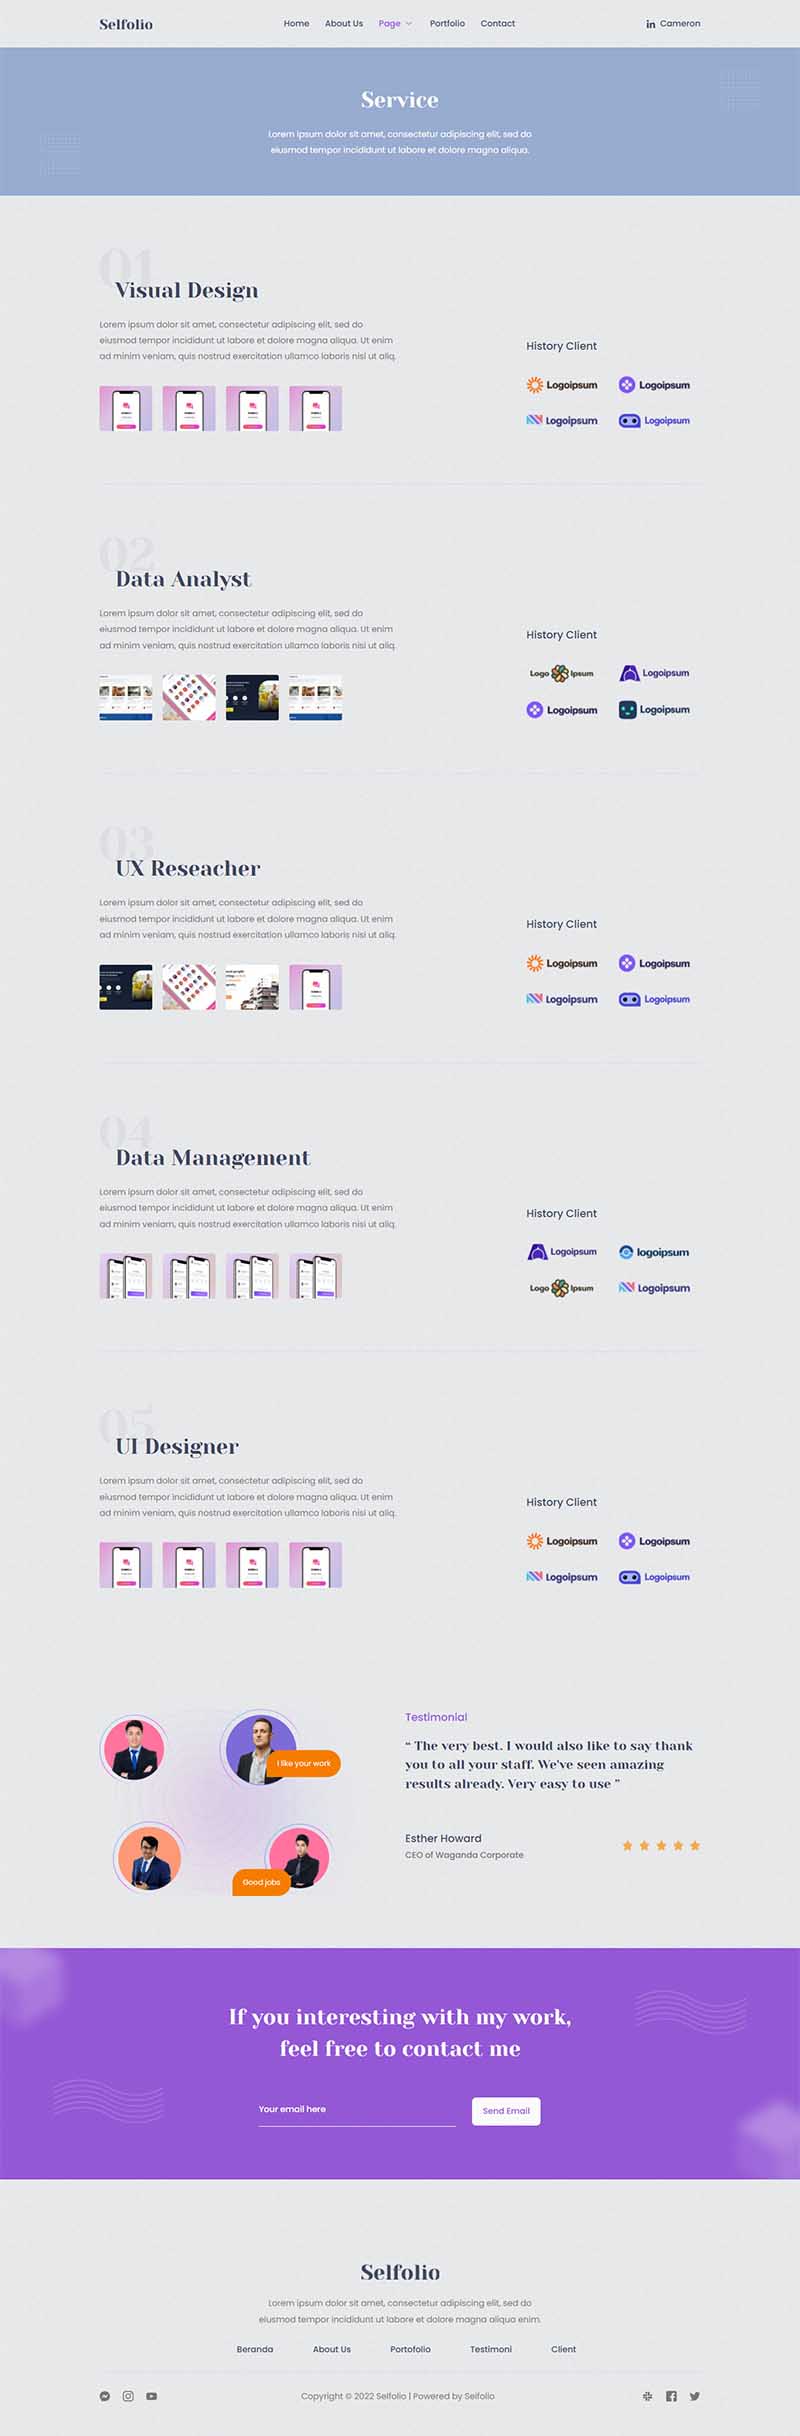 Selfolio
Home About Us Page Portfolio Contact
in Cameron
Service
Lorem ipsum dolor sit amet, consectetur adipiscing elit, sed do
eiusmod tempor incididunt ut labore et dolore magna aliqua.
01
Visual Design
Lorem ipsum dolor sit amet, consectetur adipiscing elit, sed do
eiusmod tempor incididunt ut labore et dolore magna aliqua. Ut enim
ad minim veniam, quis nostrud exercitation ullamco laboris nisi ut aliq.
History Client
Logoipsum Logoipsum
Logoipsum Logoipsum
02
Data Analyst
Lorem ipsum dolor sit amet, consectetur adipiscing elit, sed do
eiusmod tempor incididunt ut labore et dolore magna aliqua. Ut enim
ad minim veniam, quis nostrud exercitation ullamco laboris nisi ut aliq.
History Client
Logo Ipsum Logoipsum
Logoipsum Logoipsum
03
UX Reseacher
Lorem ipsum dolor sit amet, consectetur adipiscing elit, sed do
eiusmod tempor incididunt ut labore et dolore magna aliqua. Ut enim
ad minim veniam, quis nostrud exercitation ullamco laboris nisi ut aliq.
History Client
Logoipsum Logoipsum
Logoipsum Logoipsum
04
Data Management
Lorem ipsum dolor sit amet, consectetur adipiscing elit, sed do
eiusmod tempor incididunt ut labore et dolore magna aliqua. Ut enim
ad minim veniam, quis nostrud exercitation ullamco laboris nisi ut aliq.
History Client
Logoipsum logoipsum
Logo Ipsum Logoipsum
05
UI Designer
Lorem ipsum dolor sit amet, consectetur adipiscing elit, sed do
eiusmod tempor incididunt ut labore et dolore magna aliqua. Ut enim
ad minim veniam, quis nostrud exercitation ullamco laboris nisi ut aliq.
History Client
Logoipsum Logoipsum
Logoipsum Logoipsum
I like your work
Good jobs
Testimonial
“ The very best. I would also like to say thank
you to all your staff. We've seen amazing
results already. Very easy to use ”
Esther Howard
CEO of Waganda Corporate
If you interesting with my work,
feel free to contact me
Your email here
Send Email
Selfolio
Lorem ipsum dolor sit amet, consectetur adipiscing elit, sed do
eiusmod tempor incididunt ut labore et dolore magna aliqua enim.
Beranda About Us Portofolio Testimoni Client
Copyright © 2022 Selfolio | Powered by Selfolio